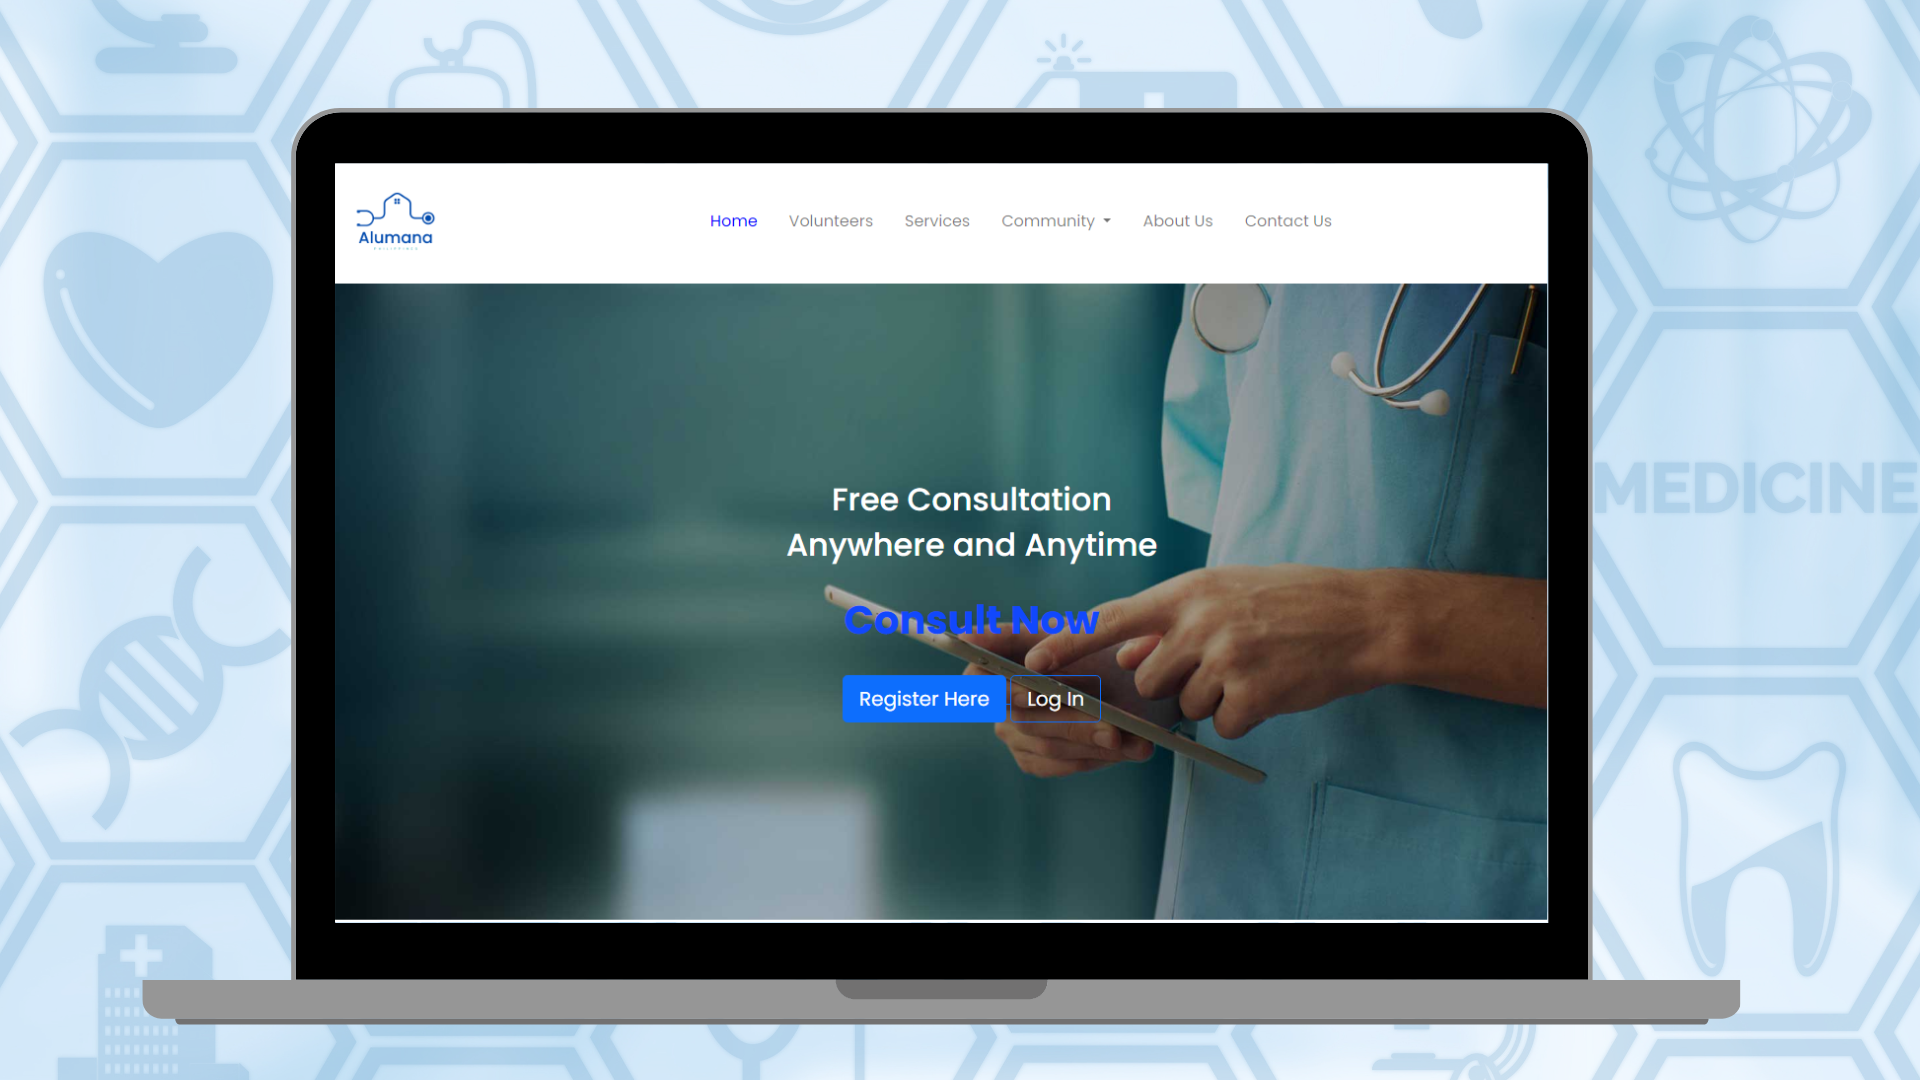 Alumana
Home Volunteers Services Community About Us Contact Us
Free Consultation
Anywhere and Anytime
Consult Now
Register Here Log In
MEDICINE